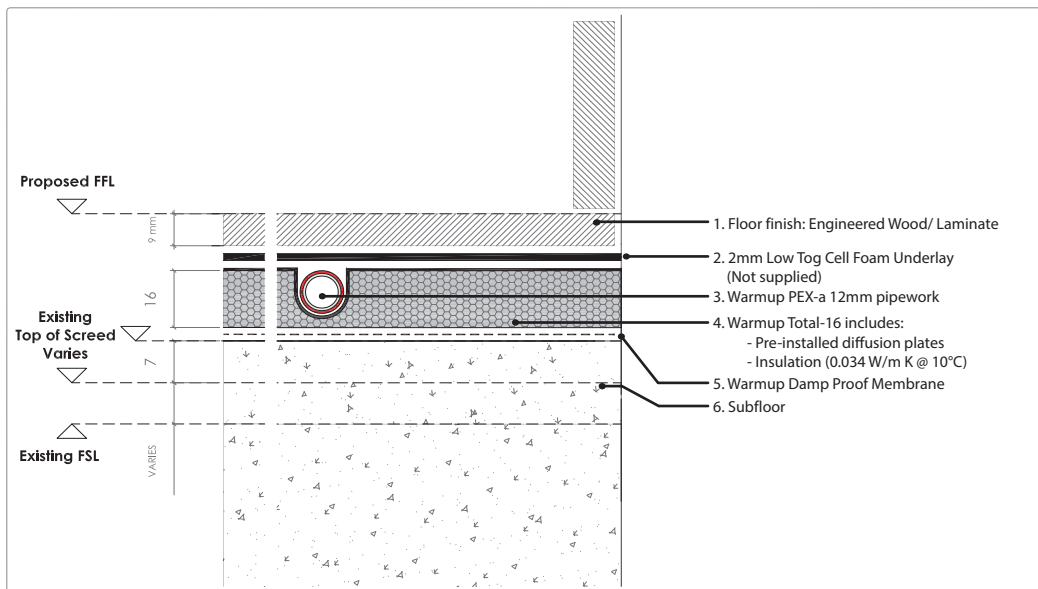 Proposed FFL
9 mm
16
Existing
Top of Screed
Varies
7
Existing FSL
VARIES
1. Floor finish: Engineered Wood/ Laminate
2. 2mm Low Tog Cell Foam Underlay
(Not supplied)
3. Warmup PEX-a 12mm pipework
4. Warmup Total-16 includes:
- Pre-installed diffusion plates
- Insulation (0.034 W/m K @ 10°C)
5. Warmup Damp Proof Membrane
6. Subfloor